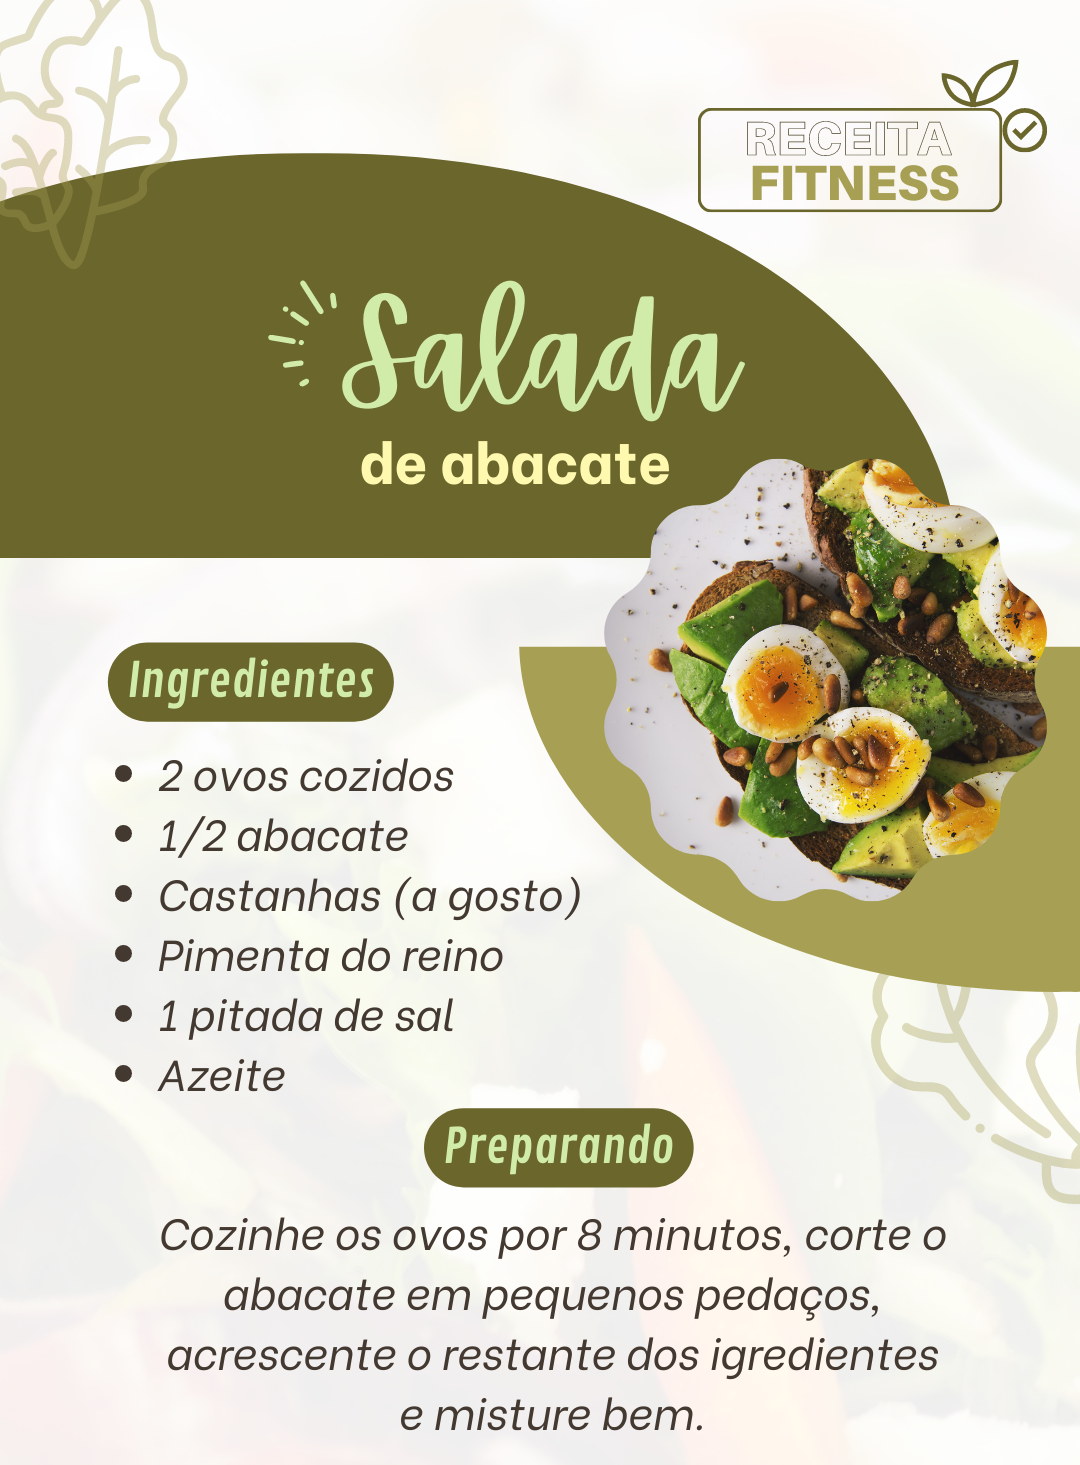 RECEITA
FITNESS
Salada
de abacate
Ingredientes
2 ovos cozidos
1/2 abacate
Castanhas (a gosto)
Pimenta do reino
1 pitada de sal
Azeite
Preparando
Cozinhe os ovos por 8 minutos, corte o
abacate em pequenos pedaços,
acrescente o restante dos igredientes
e misture bem.